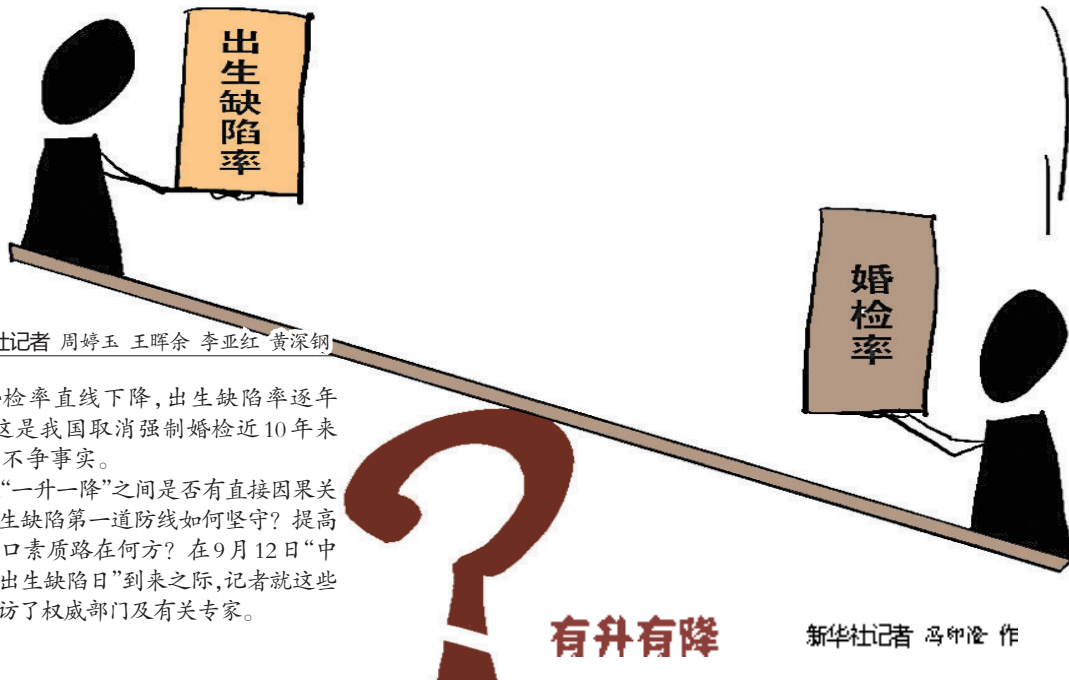 出生缺陷率
婚检率
社记者 周婷玉 王晖余 李亚红 黄深钢
检率直线下降,出生缺陷率逐年
这是我国取消强制婚检近10年来
不争事实。
“一升一降”之间是否有直接因果关
生缺陷第一道防线如何坚守?提高
口素质路在何方?在9月12日“中
出生缺陷日”到来之际,记者就这些
访了权威部门及有关专家。
有升有降
新华社记者 冯印澄 作